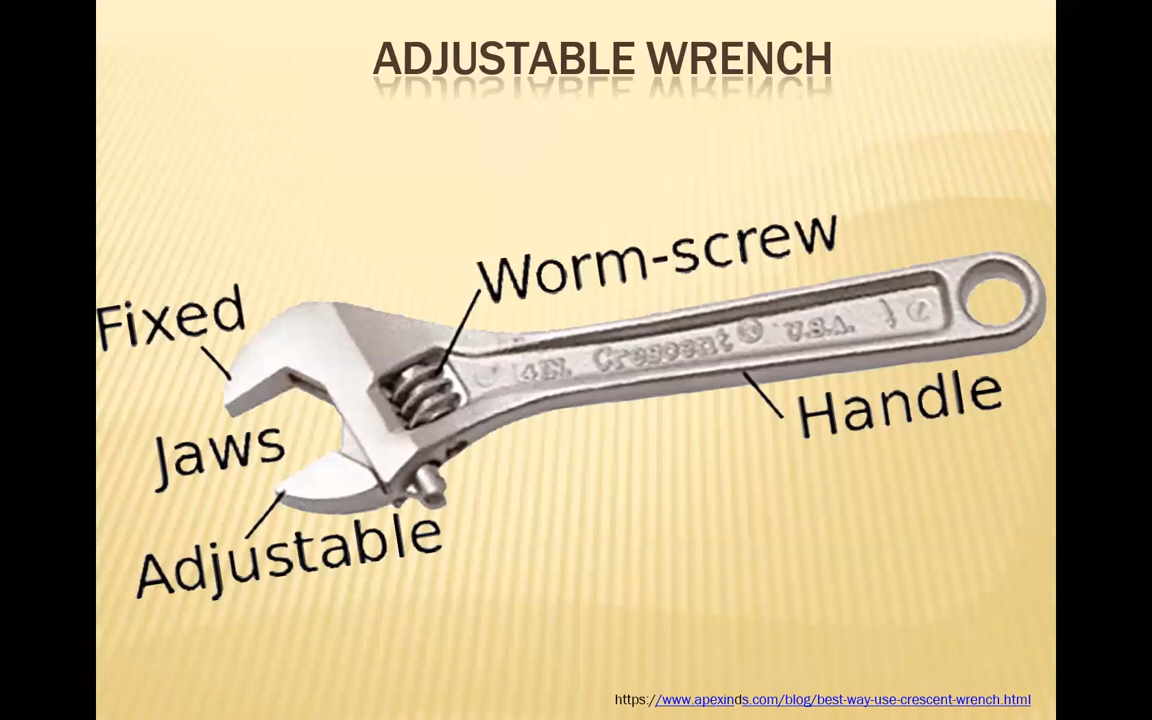 ADJUSTABLE WRENCH
Worm-screw
Fixed
4IN. Crescent ® U.S.A.
Handle
Jaws
Adjustable
https://www.apexinds.com/blog/best-way-use-crescent-wrench.html